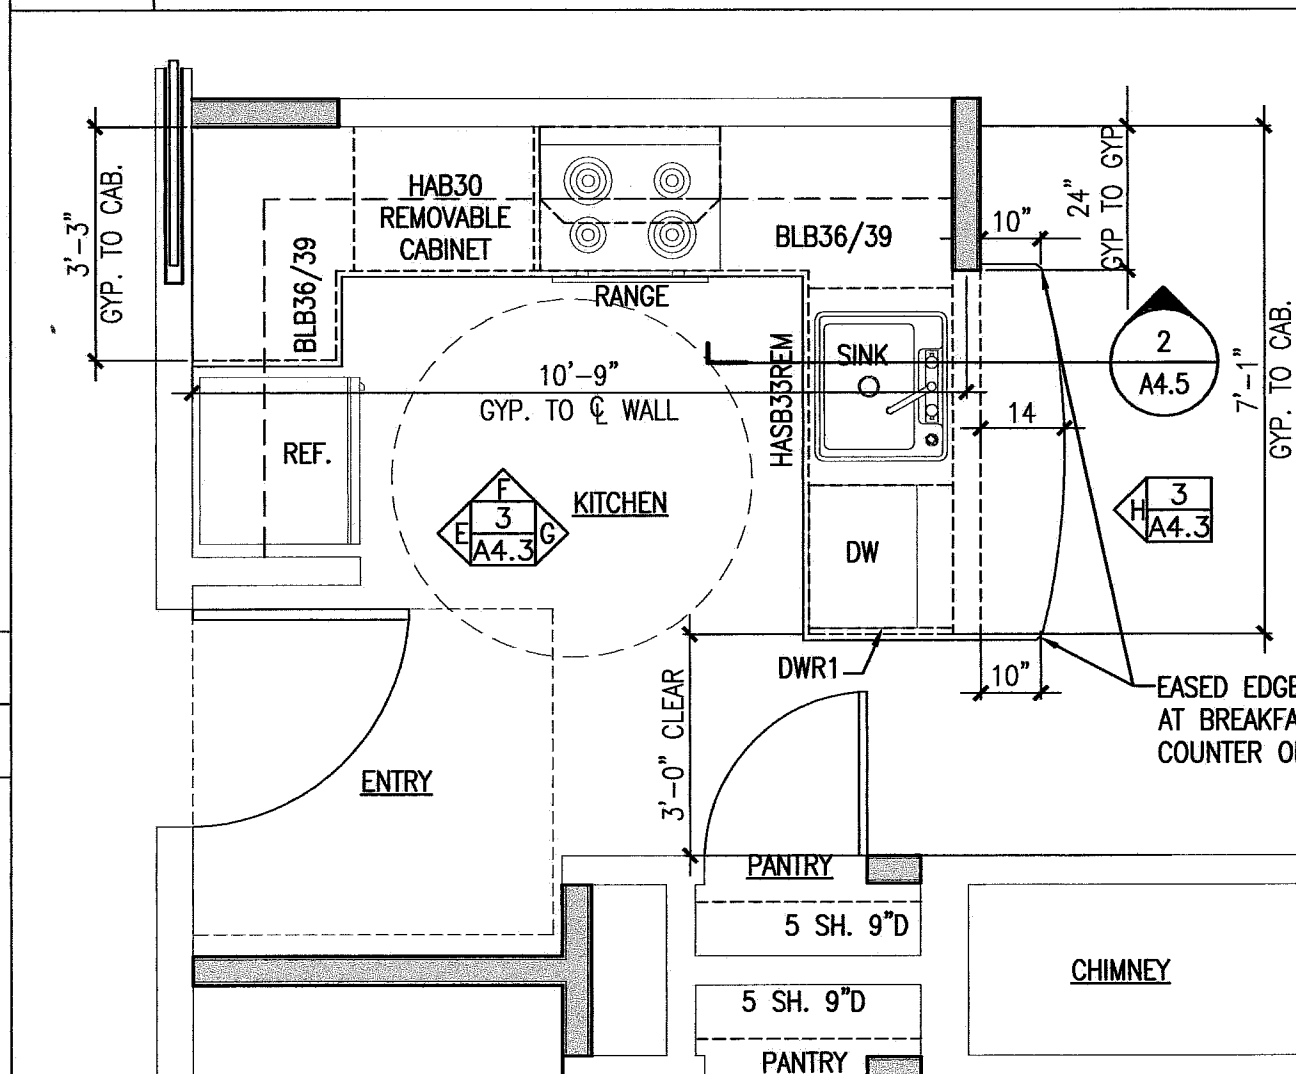 3'-3"
GYP. TO CAB.
HAB30
REMOVABLE
CABINET
BLB36/39
BLB36/39
RANGE
10"
24"
GYP TO GYP
HASB33REM
SINK
2
A4.5
10'-9"
GYP. TO ℄ WALL
7'-1"
GYP. TO CAB.
14
REF.
KITCHEN
F
3
E
G
A4.3
H
3
A4.3
DW
DWR1
10"
3'-0" CLEAR
EASED EDGE
AT
COUNTER
ENTRY
PANTRY
5 SH. 9"D
CHIMNEY
5 SH. 9"D
PANTRY